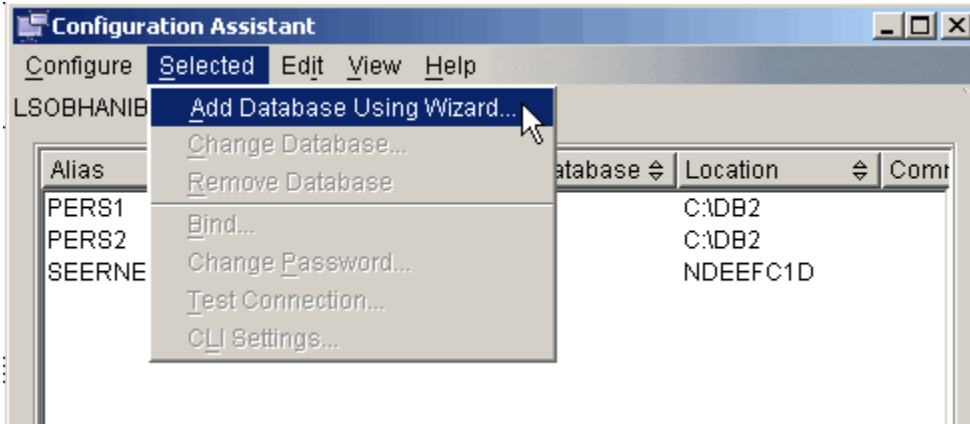 Configuration Assistant
Configure Selected Edit View Help
LSOBHANIB
Add Database Using Wizard...
Change Database...
Remove Database
Bind...
Change Password...
Test Connection...
CLI Settings...
Alias atabase Location Comm
PERS1 C:\DB2
PERS2 C:\DB2
SEERNE NDEEFC1D